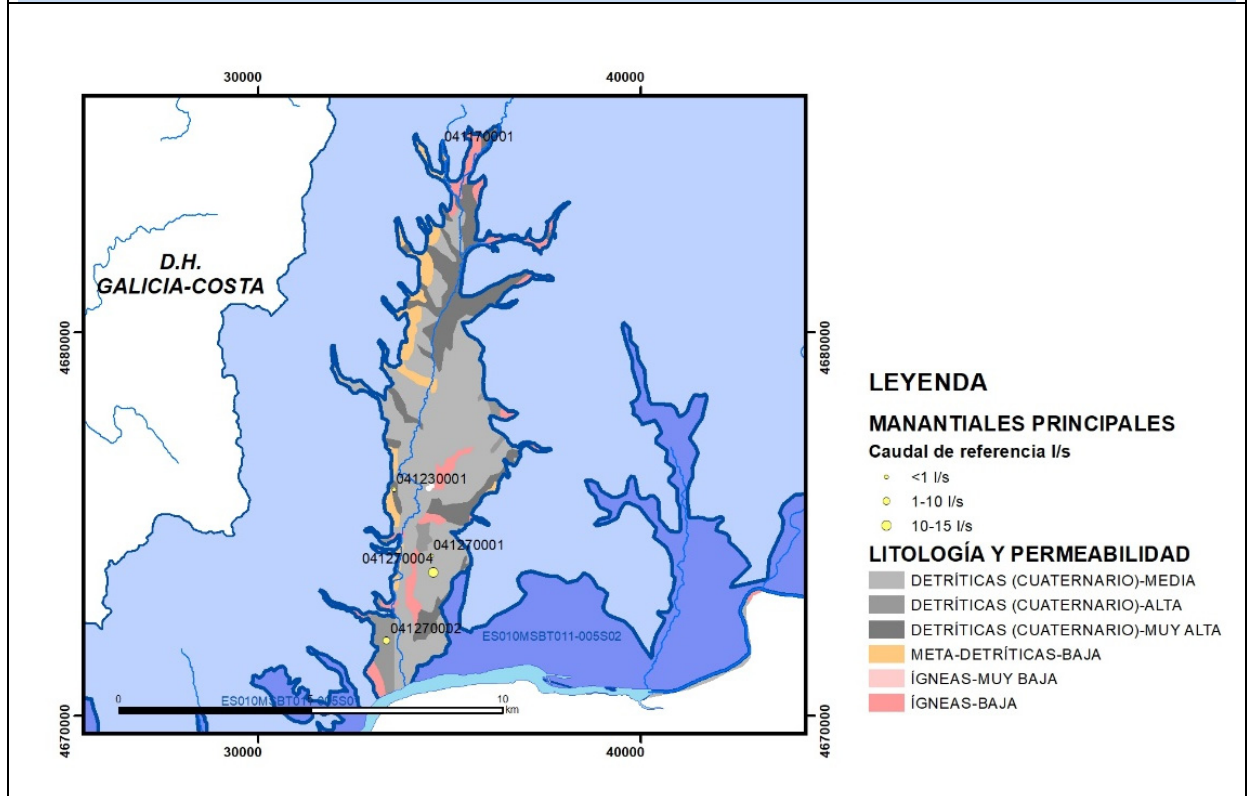 30000
40000
041170001
D.H.
GALICIA-COSTA
4680000
4680000
LEYENDA
MANANTIALES PRINCIPALES
Caudal de referencia l/s
<1 l/s
1-10 l/s
10-15 l/s
LITOLOGÍA Y PERMEABILIDAD
DETRÍTICAS (CUATERNARIO)-MEDIA
DETRÍTICAS (CUATERNARIO)-ALTA
DETRÍTICAS (CUATERNARIO)-MUY ALTA
META-DETRÍTICAS-BAJA
ÍGNEAS-MUY BAJA
ÍGNEAS-BAJA
041230001
041270001
041270004
041270002
ES010MSBT011-005S02
0
10
km
4670000
4670000
30000
40000